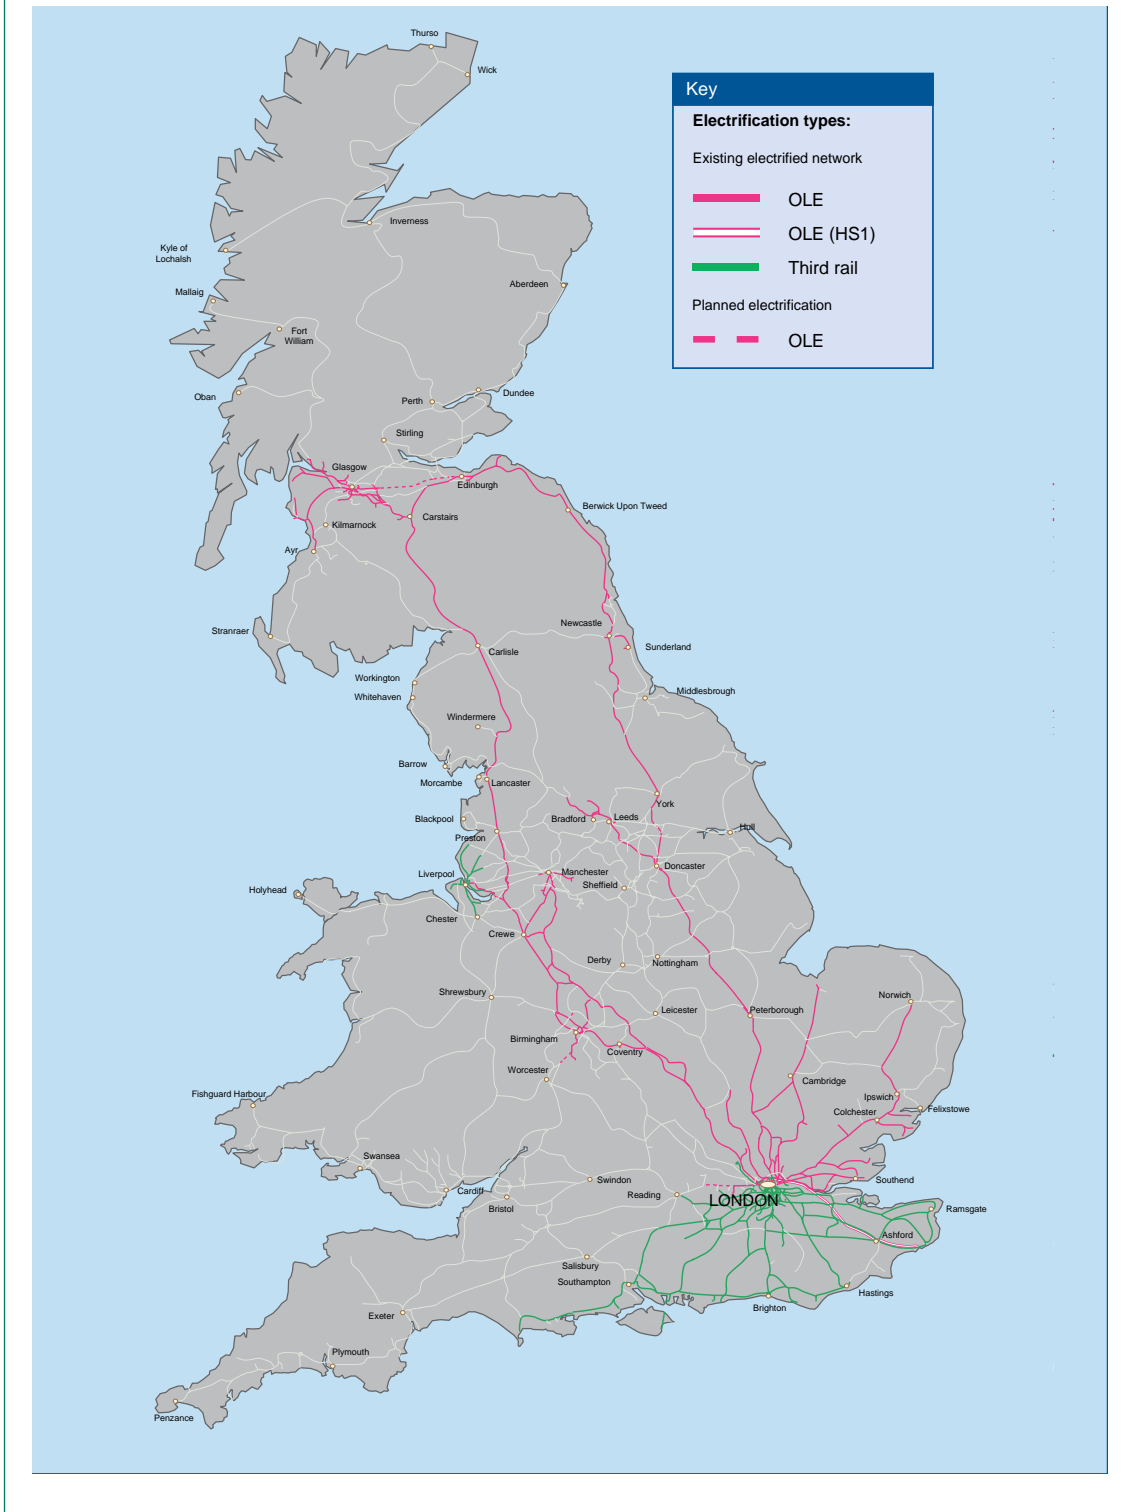 Thurso
Wick
Key
Electrification types:
Existing electrified network
OLE
OLE (HS1)
Third rail
Planned electrification
OLE
Inverness
Kyle of
Lochalsh
Aberdeen
Mallaig
Fort
William
Oban
Perth
Dundee
Stirling
Glasgow
Edinburgh
Berwick Upon Tweed
Carstairs
Kilmarnock
Ayr
Newcastle
Stranraer
Sunderland
Carlisle
Workington
Middlesbrough
Whitehaven
Windermere
Barrow
Morcambe
Lancaster
York
Blackpool
Bradford
Leeds
Hull
Preston
Liverpool
Manchester
Doncaster
Sheffield
Holyhead
Chester
Crewe
Derby
Nottingham
Shrewsbury
Norwich
Leicester
Peterborough
Birmingham
Coventry
Worcester
Cambridge
Fishguard Harbour
Ipswich
Colchester
Felixstowe
Swansea
Swindon
Southend
Cardiff
Reading
LONDON
Bristol
Ramsgate
Ashford
Salisbury
Southampton
Hastings
Brighton
Exeter
Plymouth
Penzance